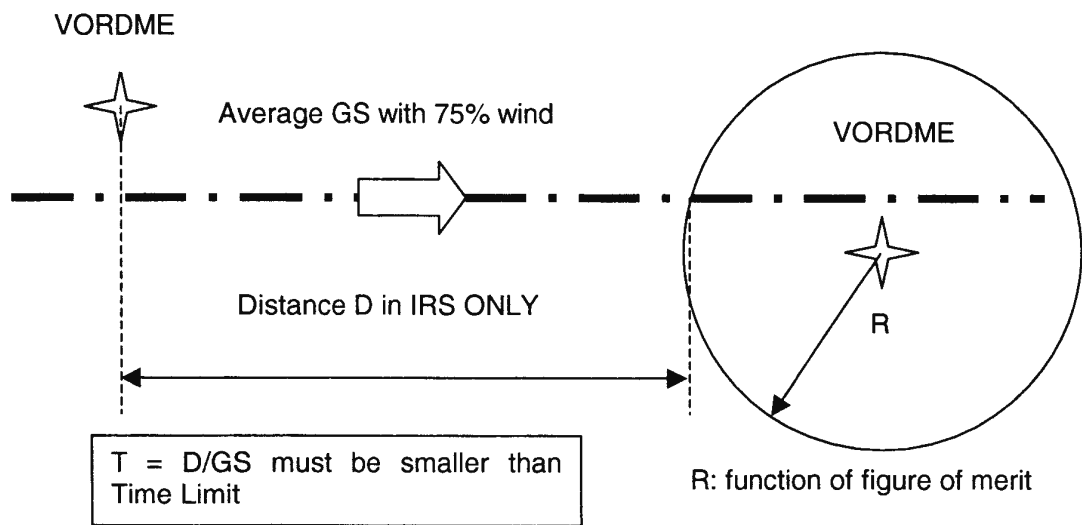 VORDME
Average GS with 75% wind
VORDME
Distance D in IRS ONLY
R
T = D/GS must be smaller than
Time Limit
R: function of figure of merit